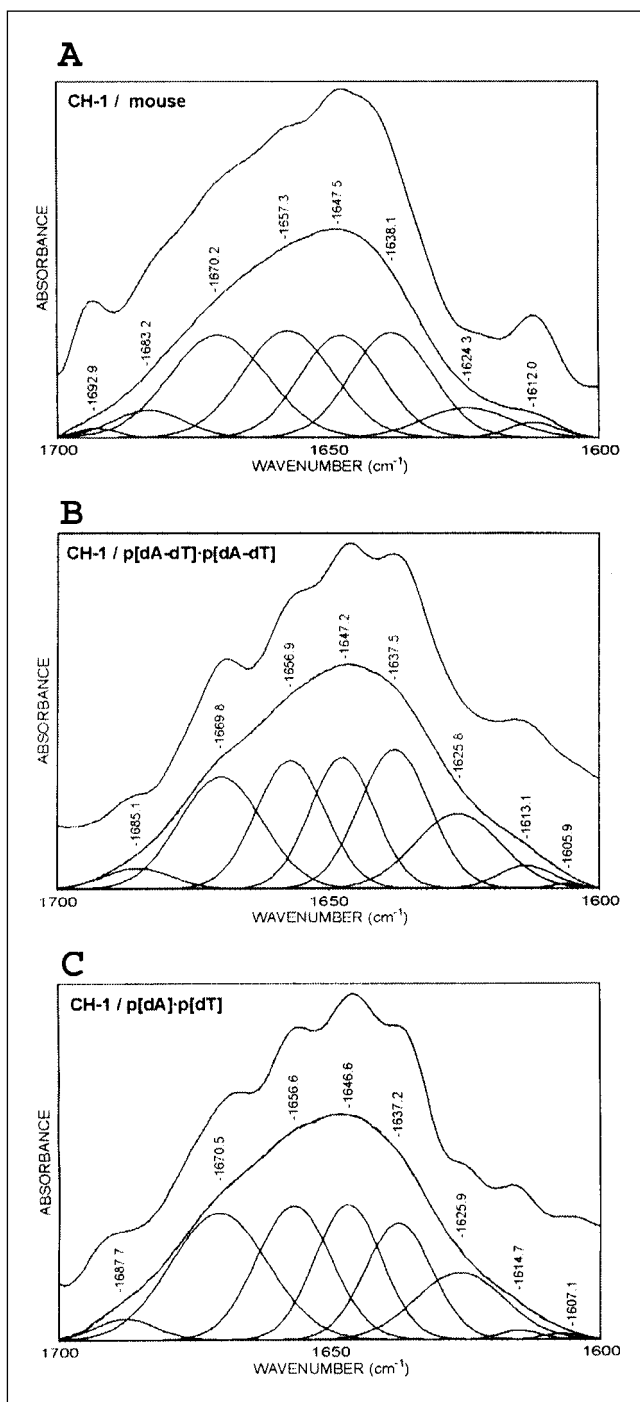 A
CH-1 / mouse
ABSORBANCE
-1692.9
-1683.2
-1670.2
-1657.3
-1647.5
-1638.1
-1624.3
-1612.0
1700
1650
1600
WAVENUMBER (cm⁻¹)
B
CH-1 / p[dA-dT]·p[dA-dT]
ABSORBANCE
-1685.1
-1669.8
-1656.9
-1647.2
-1637.5
-1625.8
-1613.1
-1605.9
1700
1650
1600
WAVENUMBER (cm⁻¹)
C
CH-1 / p[dA]·p[dT]
ABSORBANCE
-1687.7
-1670.5
-1656.6
-1646.6
-1637.2
-1625.9
-1614.7
-1607.1
1700
1650
1600
WAVENUMBER (cm⁻¹)